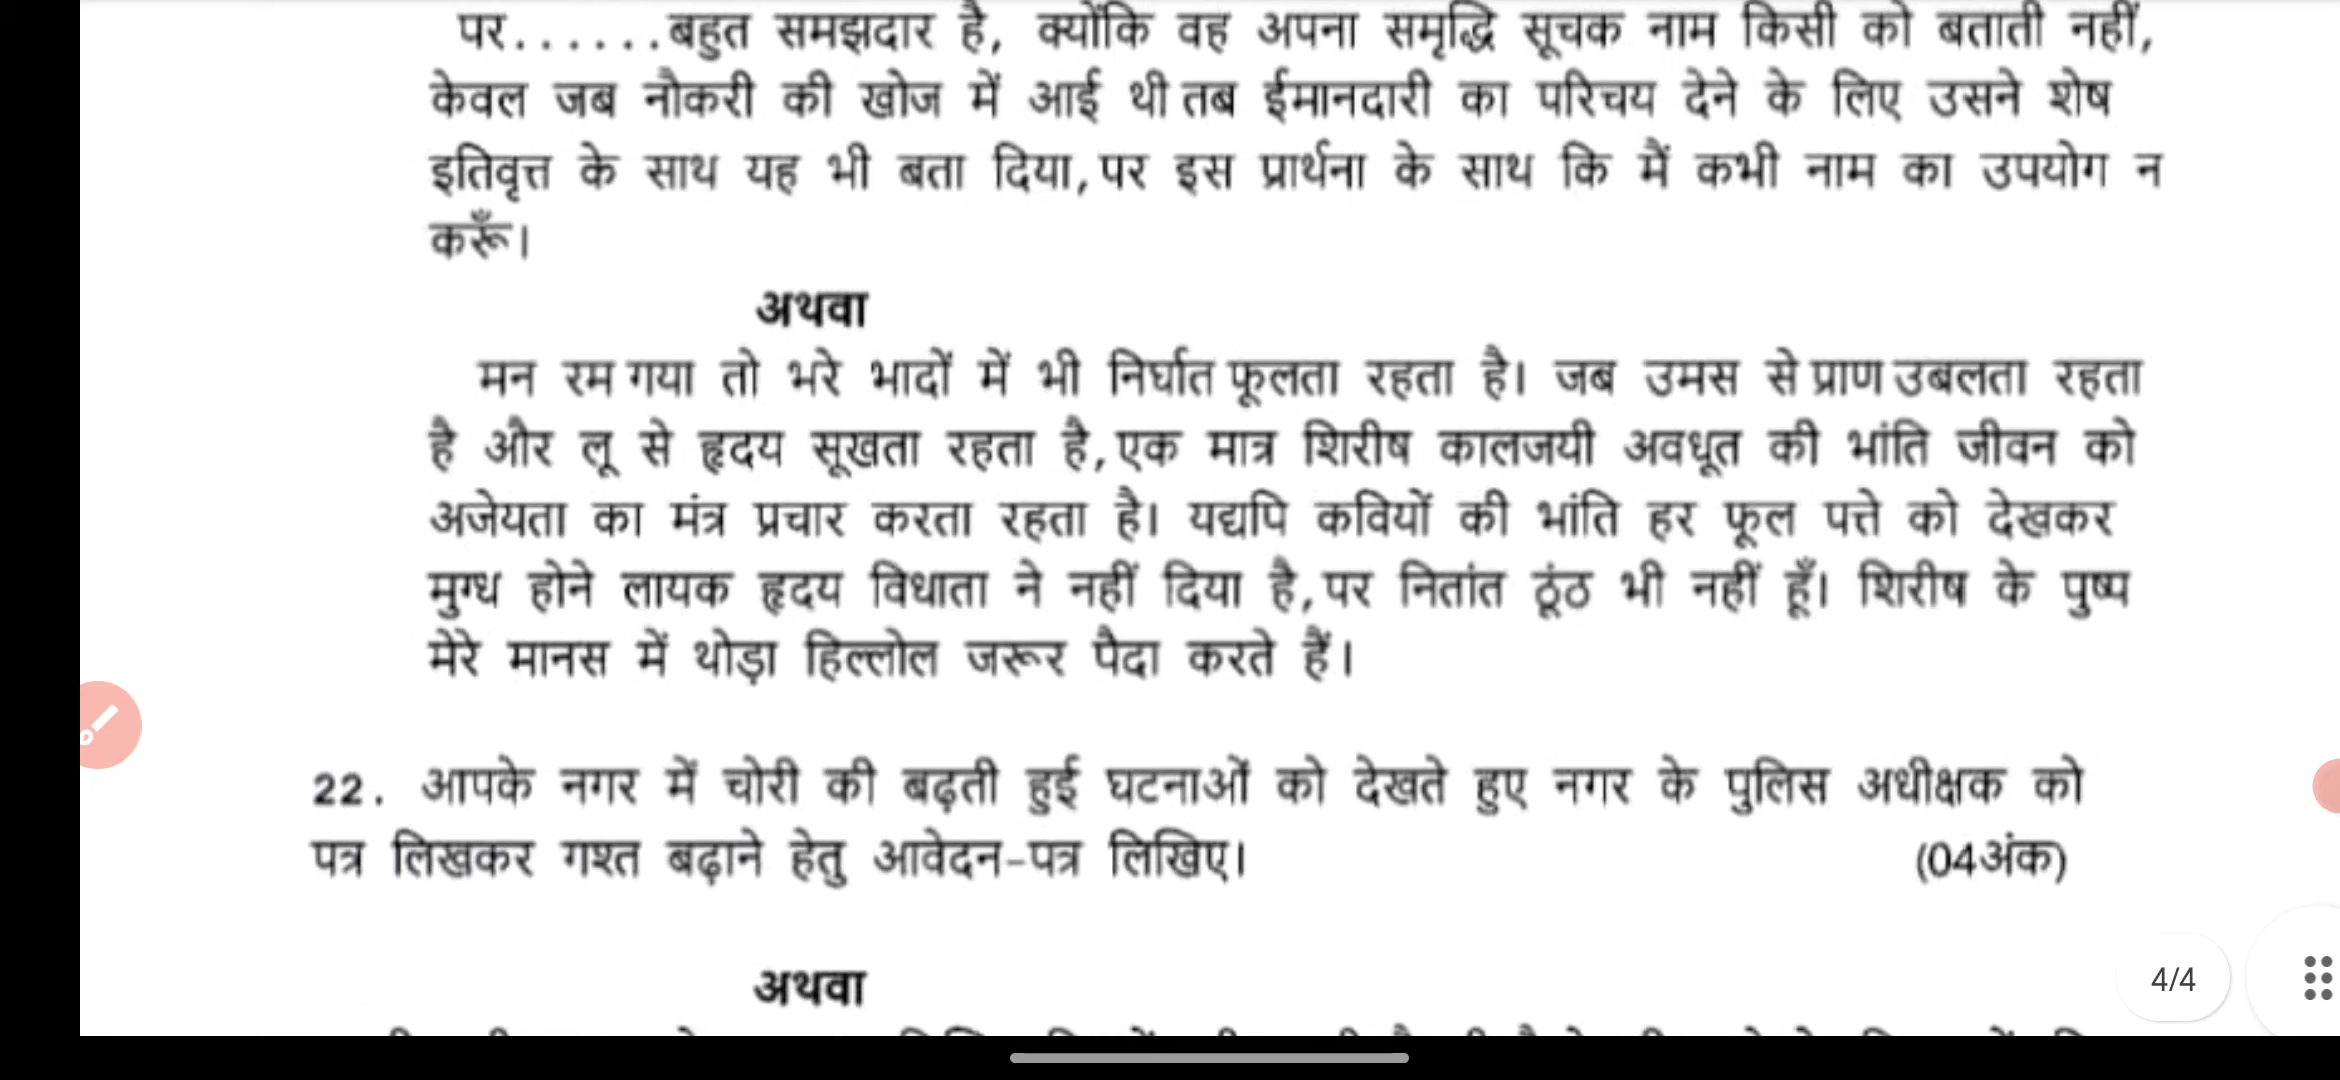 पर......बहुत समझदार है, क्योंकि वह अपना समृद्धि सूचक नाम किसी को बताती नहीं,
केवल जब नौकरी की खोज में आई थी तब ईमानदारी का परिचय देने के लिए उसने शेष
इतिवृत्त के साथ यह भी बता दिया,पर इस प्रार्थना के साथ कि मैं कभी नाम का उपयोग न
करूँ।
अथवा
मन रम गया तो भरे भादों में भी निर्घात फूलता रहता है। जब उमस से प्राण उबलता रहता
है और लू से हृदय सूखता रहता है,एक मात्र शिरीष कालजयी अवधूत की भांति जीवन को
अजेयता का मंत्र प्रचार करता रहता है। यद्यपि कवियों की भांति हर फूल पत्ते को देखकर
मुग्ध होने लायक हृदय विधाता ने नहीं दिया है,पर नितांत ठूंठ भी नहीं हूँ। शिरीष के पुष्प
मेरे मानस में थोड़ा हिल्लोल जरूर पैदा करते हैं।
22. आपके नगर में चोरी की बढ़ती हुई घटनाओं को देखते हुए नगर के पुलिस अधीक्षक को
पत्र लिखकर गश्त बढ़ाने हेतु आवेदन-पत्र लिखिए। (04अंक)
अथवा
4/4